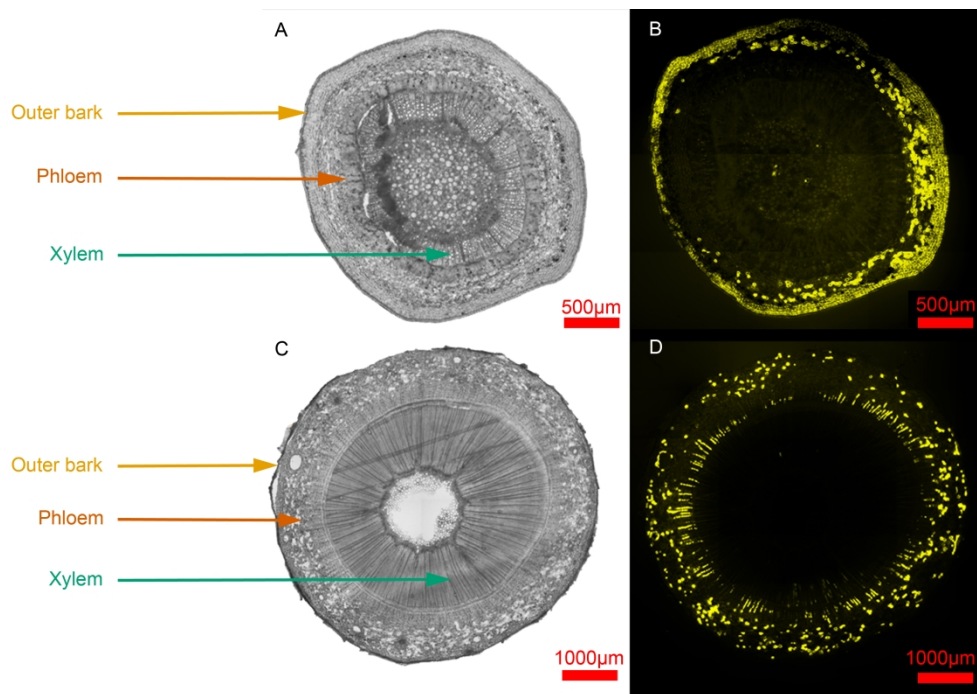 A
B
Outer bark
Phloem
Xylem
500µm
500µm
C
D
Outer bark
Phloem
Xylem
1000µm
1000µm